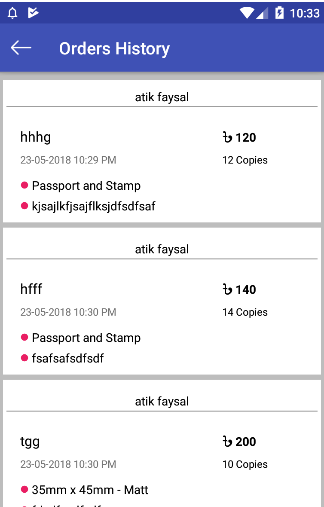 10:33
Orders History
atik faysal
hhhg
৳ 120
23-05-2018 10:29 PM
12 Copies
Passport and Stamp
kjsajlkfjsajflksjdfsdfsaf
atik faysal
hfff
৳ 140
23-05-2018 10:30 PM
14 Copies
Passport and Stamp
fsafsafsdfsdf
atik faysal
tgg
৳ 200
23-05-2018 10:30 PM
10 Copies
35mm x 45mm - Matt